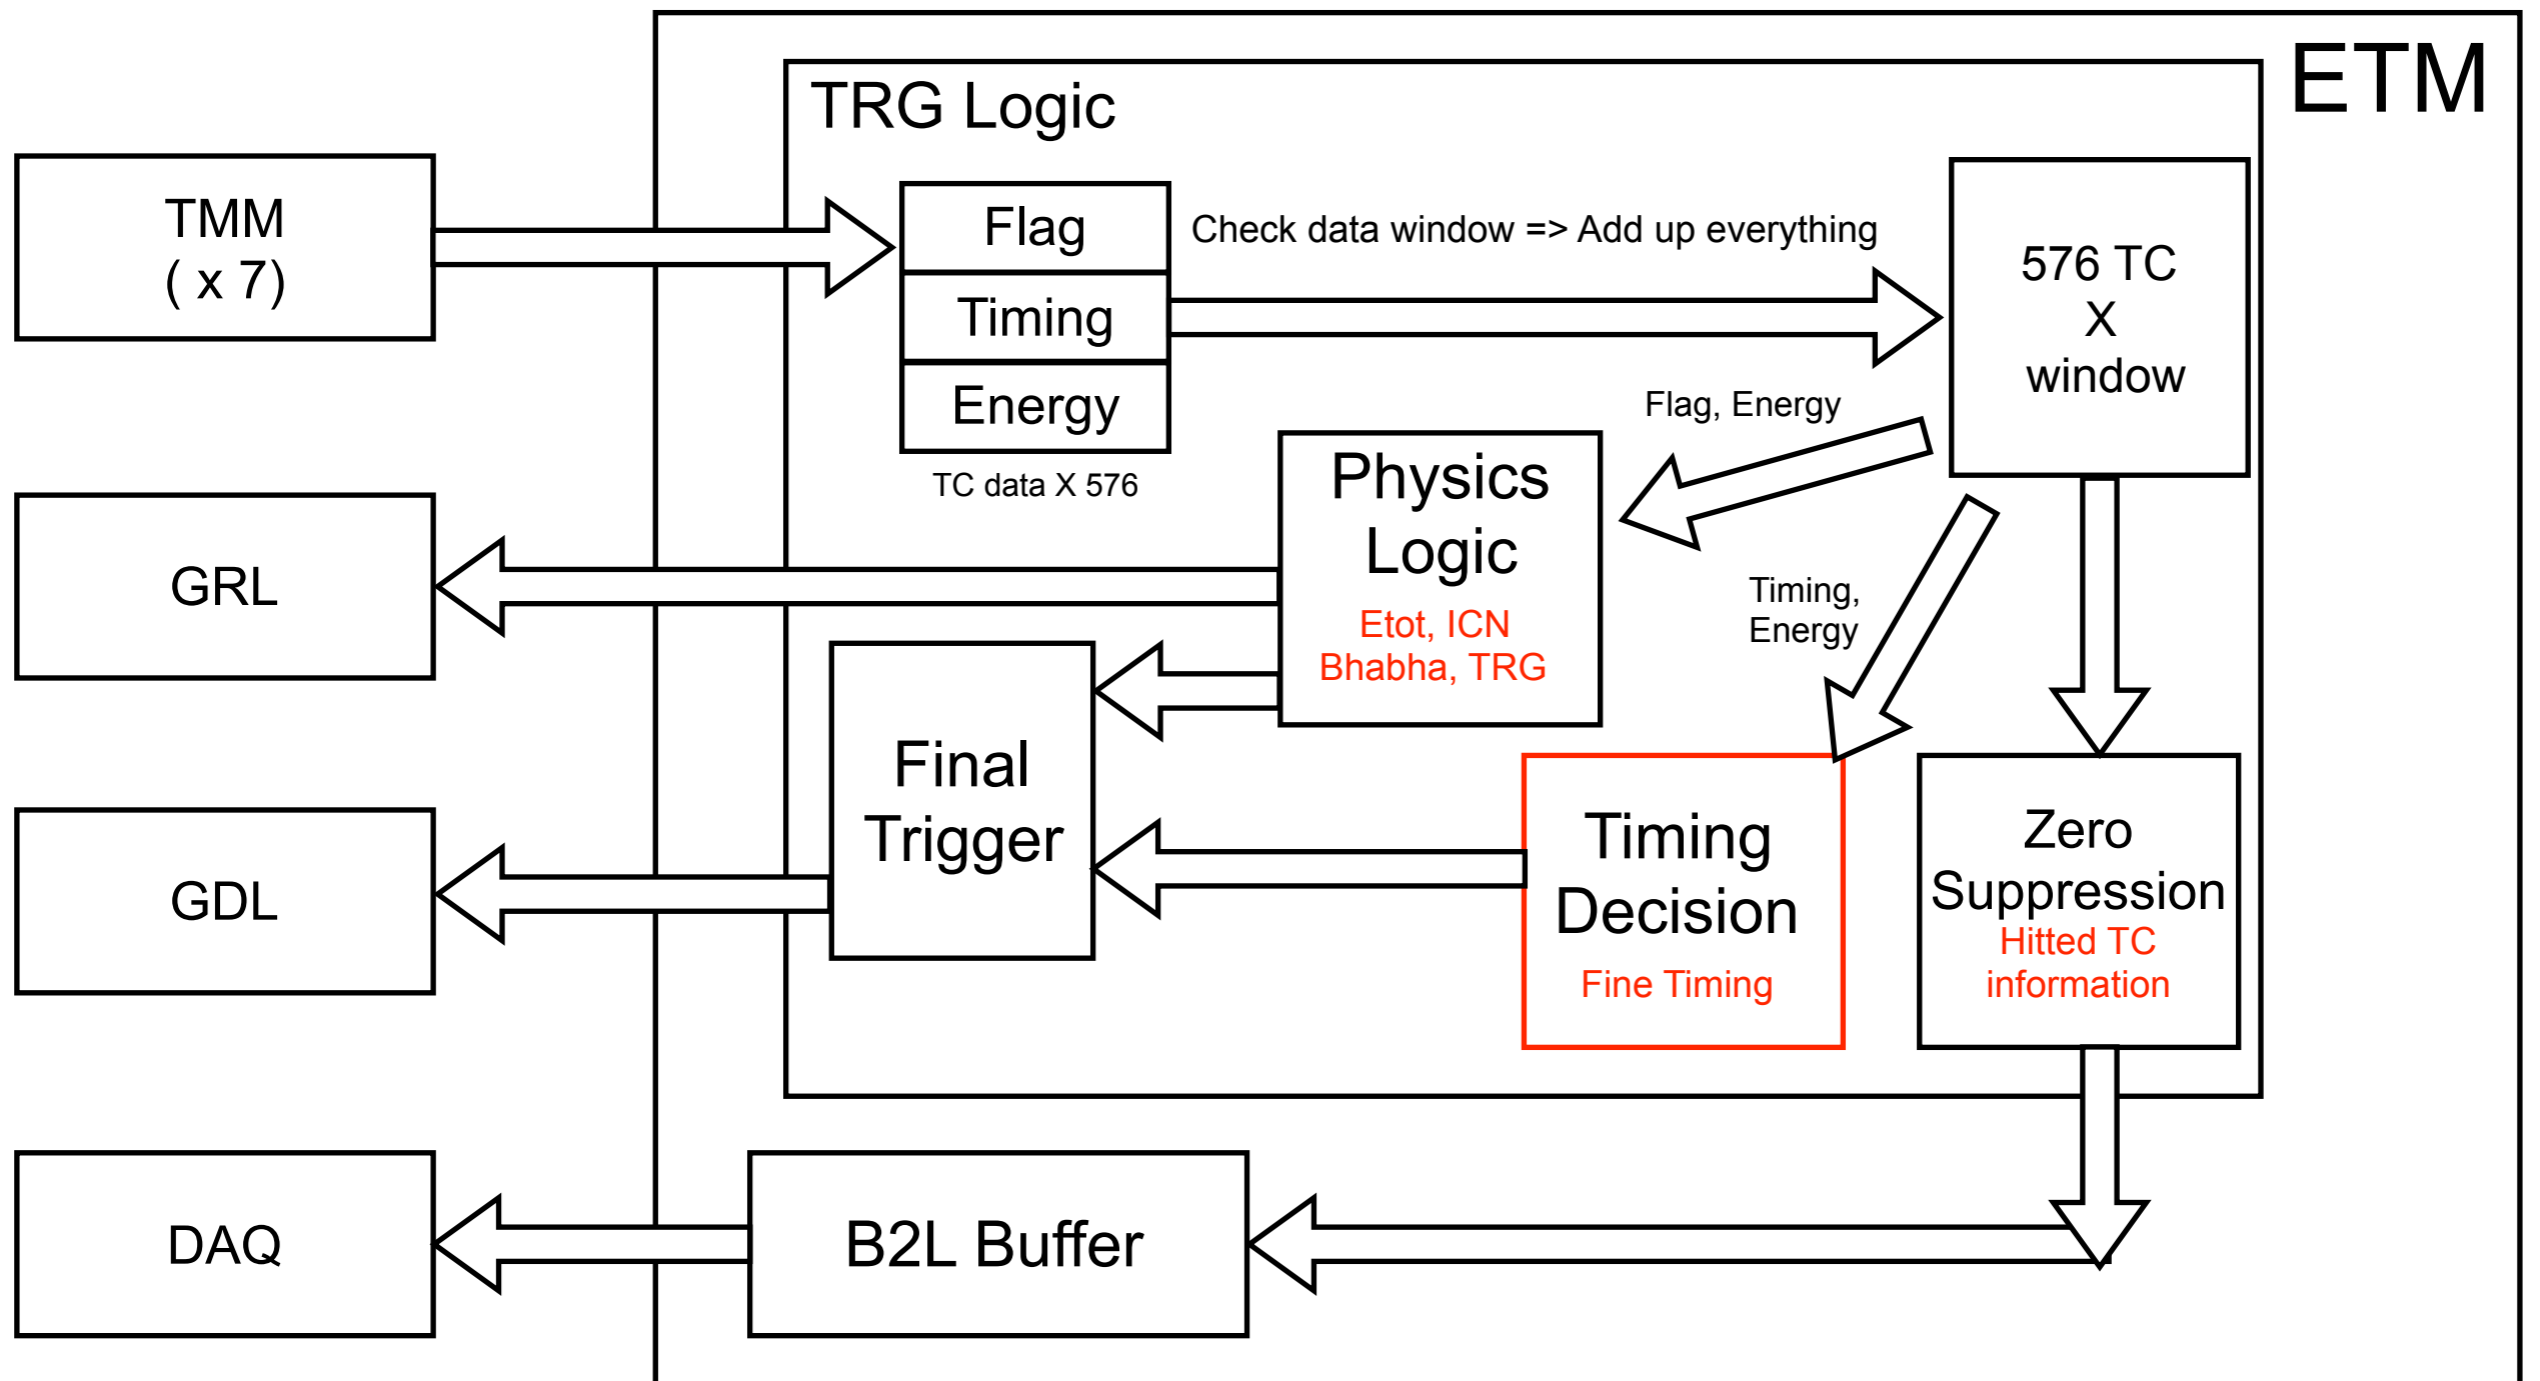 ETM
TRG Logic
TMM
( x 7)
Flag
Timing
Energy
TC data X 576
Check data window => Add up everything
576 TC
X
window
Flag, Energy
Timing,
Energy
GRL
Physics
Logic
Etot, ICN
Bhabha, TRG
GDL
Final
Trigger
Timing
Decision
Fine Timing
Zero
Suppression
Hitted TC
information
DAQ
B2L Buffer